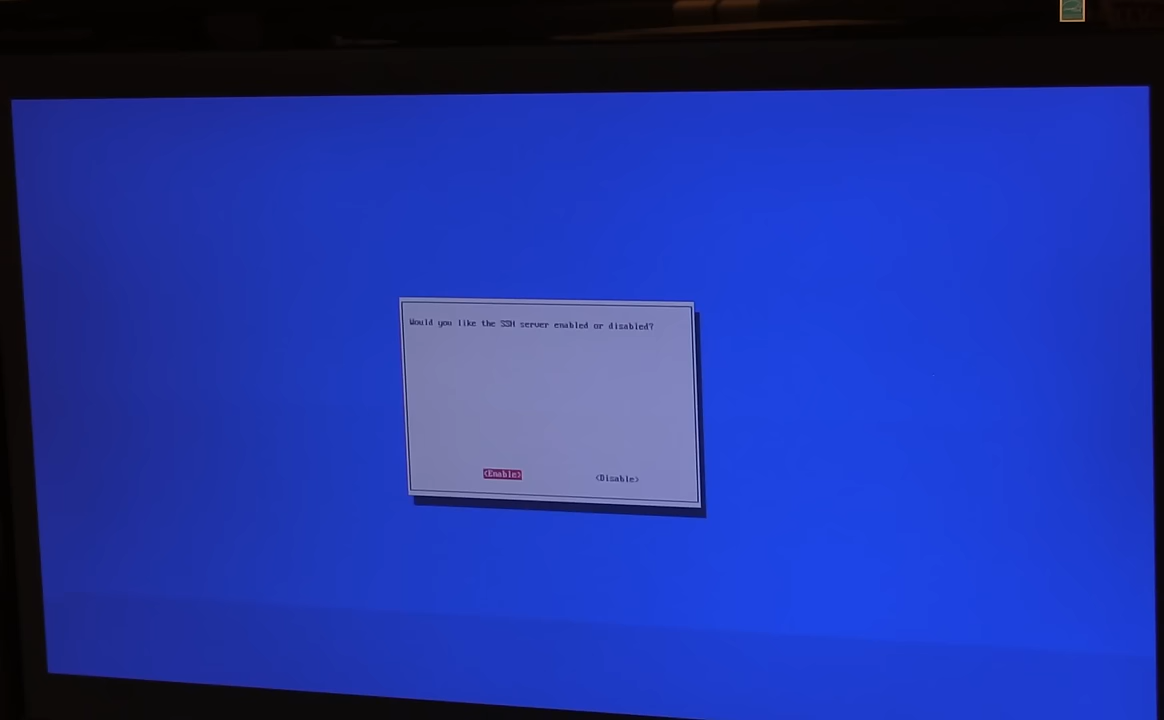 Would you like the SSH server enabled or disabled?
<Enable> <Disable>